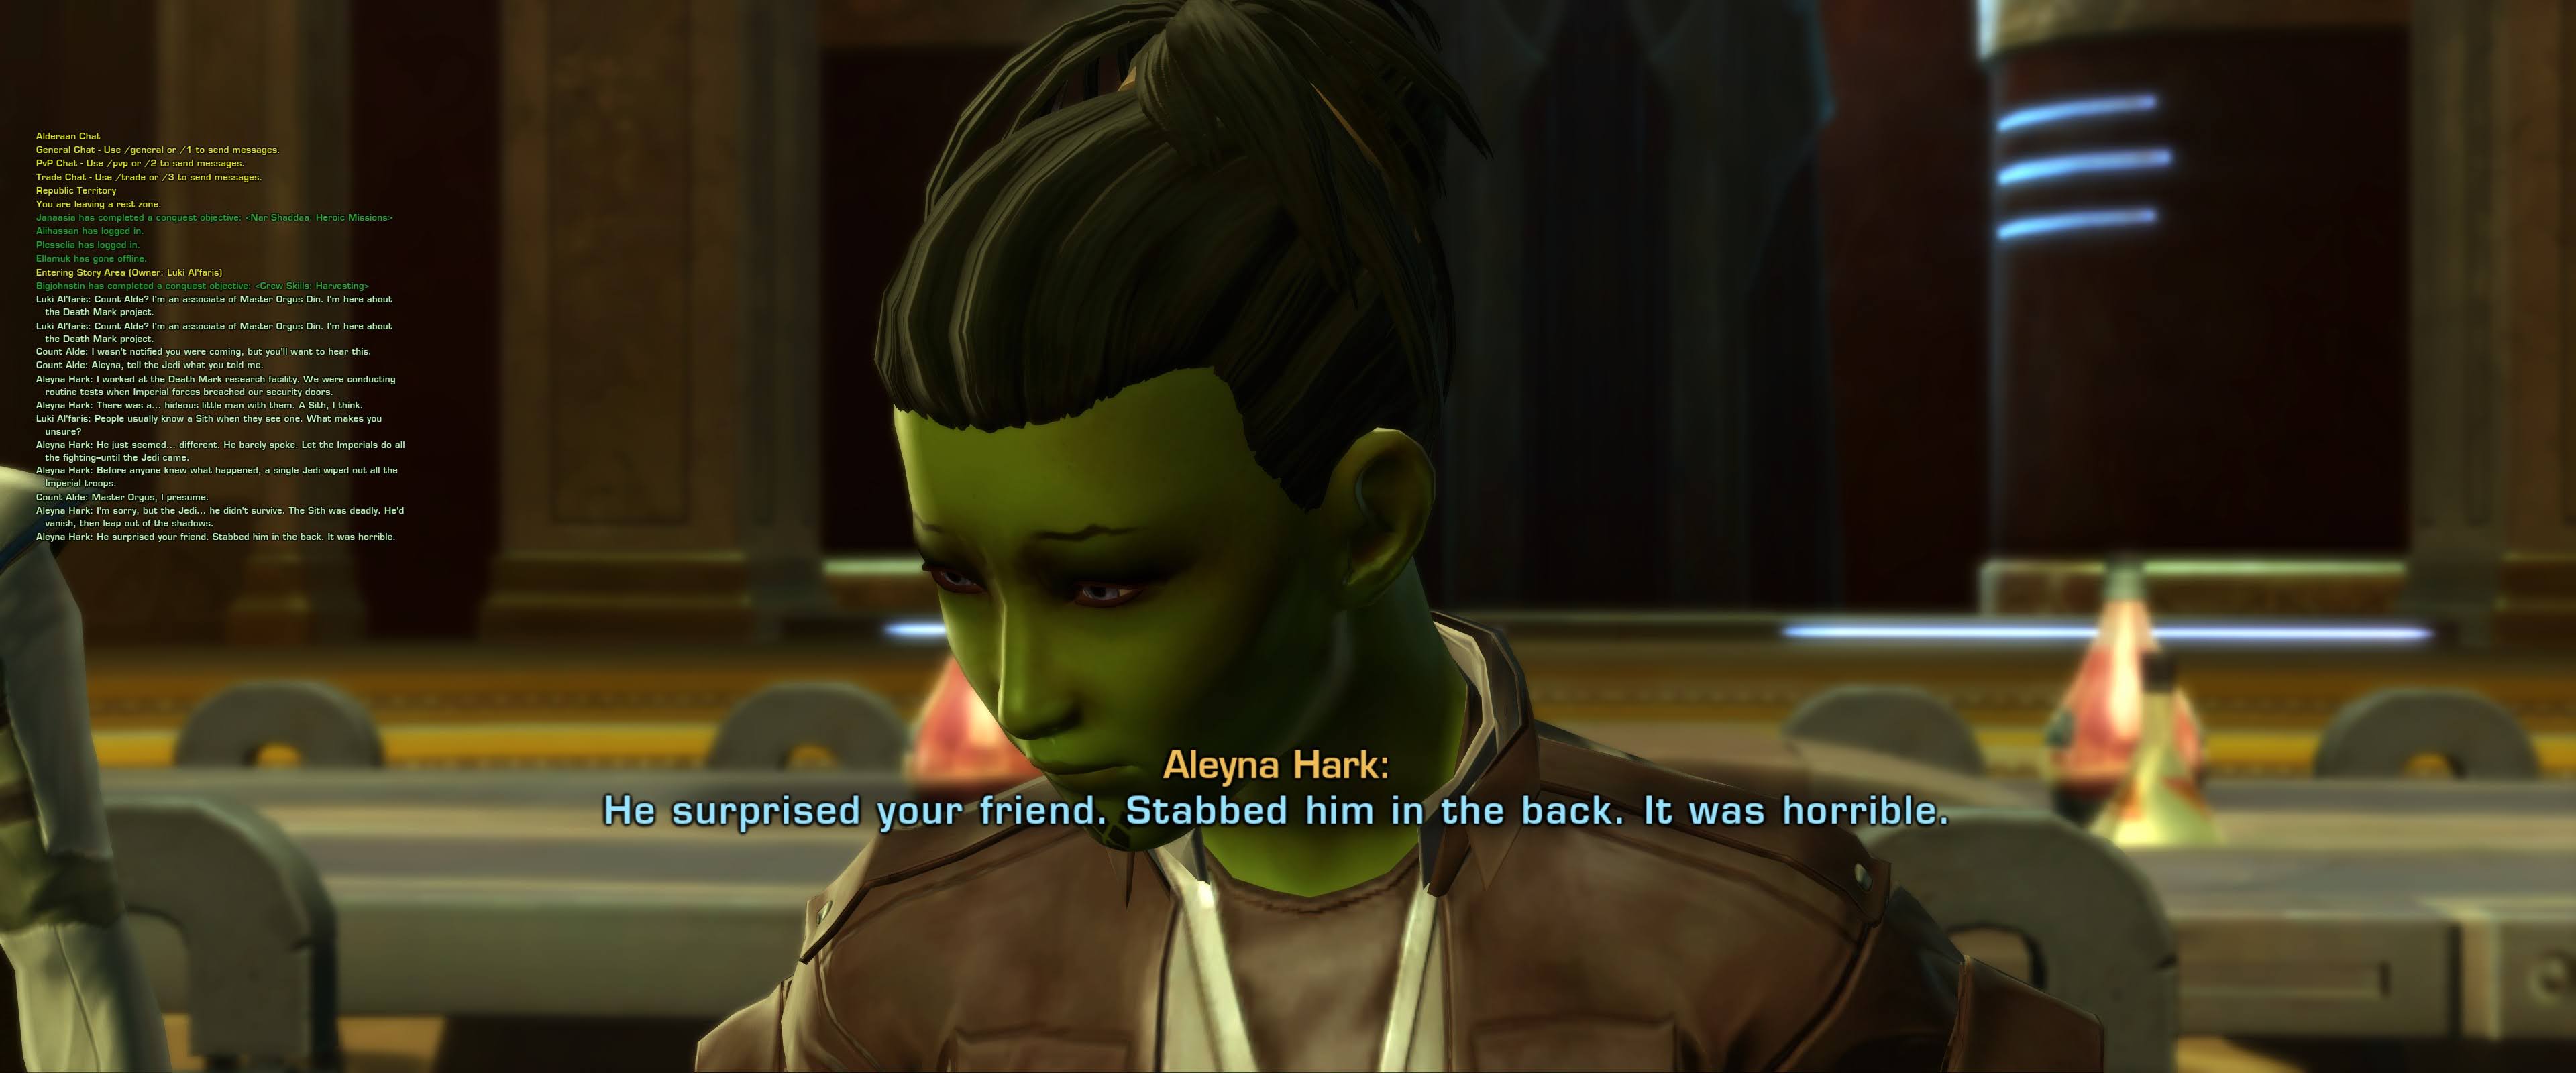 Alderaan Chat
General Chat - Use /general or /1 to send messages.
PvP Chat - Use /pvp or /2 to send messages.
Trade Chat - Use /trade or /3 to send messages.
Republic Territory
You are leaving a rest zone.
Janaasia has completed a conquest objective: <Nar Shaddaa: Heroic Missions>
Alihassan has logged in.
Plesselia has logged in.
Ellamuk has gone offline.
Entering Story Area (Owner: Luki Al'faris)
Bigjohnstin has completed a conquest objective: <Crew Skills: Harvesting>
Luki Al'faris: Count Alde? I'm an associate of Master Orgus Din. I'm here about
the Death Mark project.
Luki Al'faris: Count Alde? I'm an associate of Master Orgus Din. I'm here about
the Death Mark project.
Count Alde: I wasn't notified you were coming, but you'll want to hear this.
Count Alde: Aleyna, tell the Jedi what you told me.
Aleyna Hark: I worked at the Death Mark research facility. We were conducting
routine tests when Imperial forces breached our security doors.
Aleyna Hark: There was a... hideous little man with them. A Sith, I think.
Luki Al'faris: People usually know a Sith when they see one. What makes you
unsure?
Aleyna Hark: He just seemed... different. He barely spoke. Let the Imperials do all
the fighting—until the Jedi came.
Aleyna Hark: Before anyone knew what happened, a single Jedi wiped out all the
Imperial troops.
Count Alde: Master Orgus, I presume.
Aleyna Hark: I'm sorry, but the Jedi... he didn't survive. The Sith was deadly. He'd
vanish, then leap out of the shadows.
Aleyna Hark: He surprised your friend. Stabbed him in the back. It was horrible.
Aleyna Hark:
He surprised your friend. Stabbed him in the back. It was horrible.